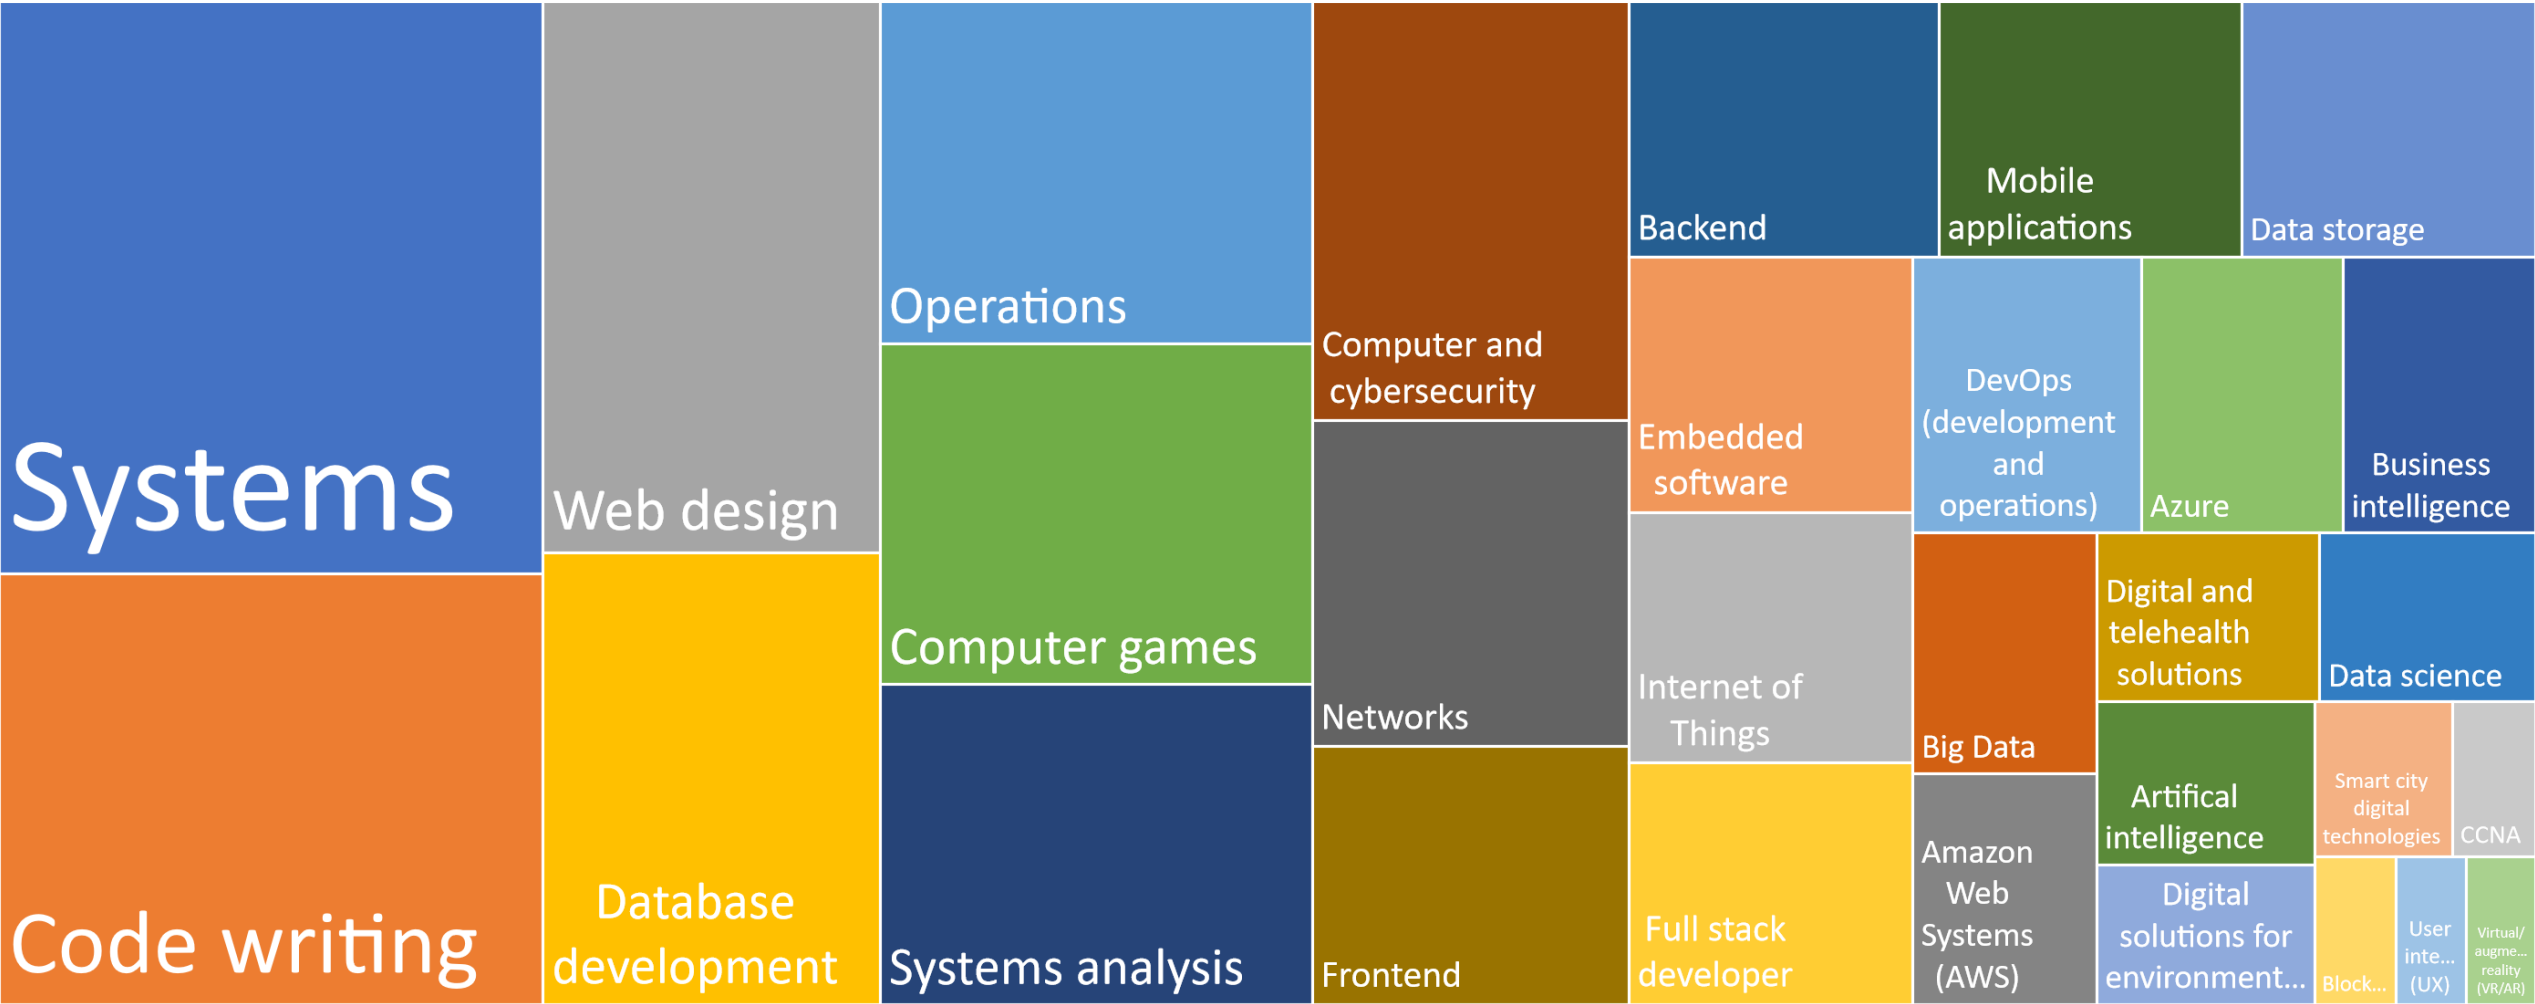 Systems
Code writing
Web design
Database
development
Operations
Computer games
Systems analysis
Computer and
cybersecurity
Networks
Frontend
Backend
Mobile
applications
Data storage
Embedded
software
Internet of
Things
Full stack
developer
DevOps
(development
and
operations)
Azure
Business
intelligence
Big Data
Amazon
Web
Systems
(AWS)
Digital and
telehealth
solutions
Data science
Artifical
intelligence
Digital
solutions for
environment...
Smart city
digital
technologies
CCNA
Block...
User
inte...
(UX)
Virtual/
augme...
reality
(VR/AR)